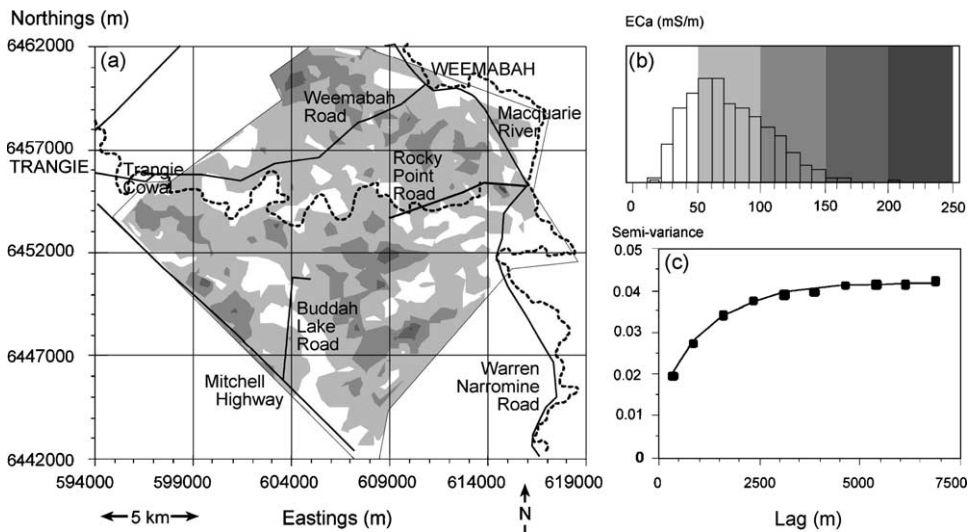 Northings (m)
6462000
(a)
WEEMABAH
Weemabah
Road
Macquarie
River
6457000
TRANGIE
Trangie
Cowal
Rocky
Point
Road
6452000
Buddah
Lake
Road
6447000
Mitchell
Highway
Warren
Narromine
Road
6442000
594000 599000 604000 609000 614000 619000
5 km
Eastings (m)
N
ECa (mS/m)
(b)
0 50 100 150 200 250
Semi-variance
0.05
(c)
0.04
0.03
0.02
0.01
0
0 2500 5000 7500
Lag (m)